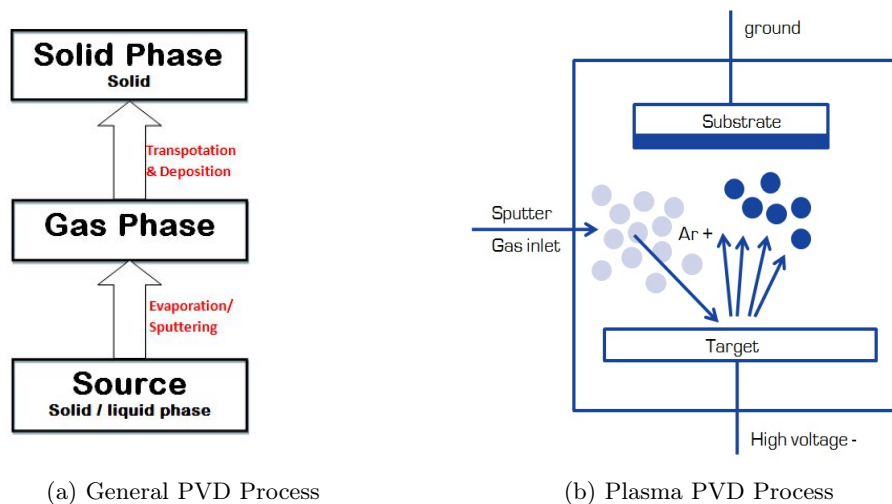 Solid Phase
Solid
Transpotation
& Deposition
Gas Phase
Evaporation/
Sputtering
Source
Solid / liquid phase
(a) General PVD Process
ground
Substrate
Sputter
Gas inlet
Ar +
Target
High voltage -
(b) Plasma PVD Process